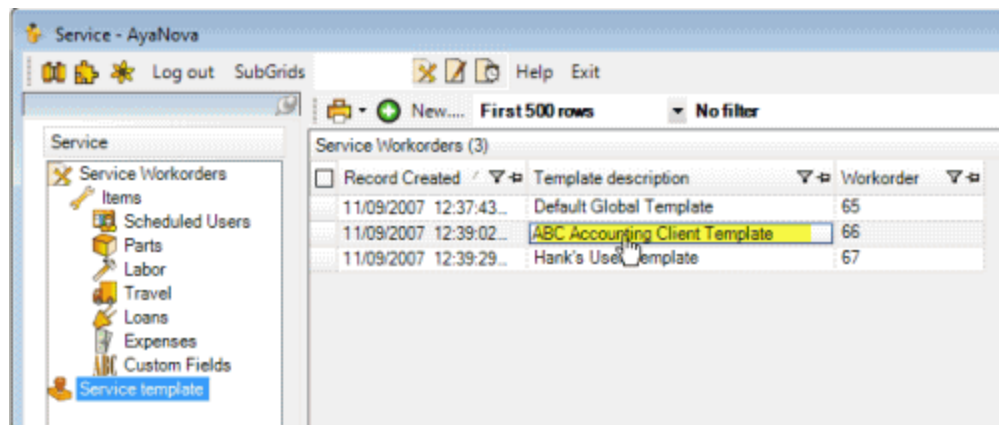 Service - AyaNova
Log out SubGrids Help Exit
New.... First 500 rows No filter
Service
Service Workorders
Items
Scheduled Users
Parts
Labor
Travel
Loans
Expenses
Custom Fields
Service template
Service Workorders (3)
Record Created Template description Workorder
11/09/2007 12:37:43... Default Global Template 65
11/09/2007 12:39:02... ABC Accounting Client Template 66
11/09/2007 12:39:29... Hank's Use Template 67